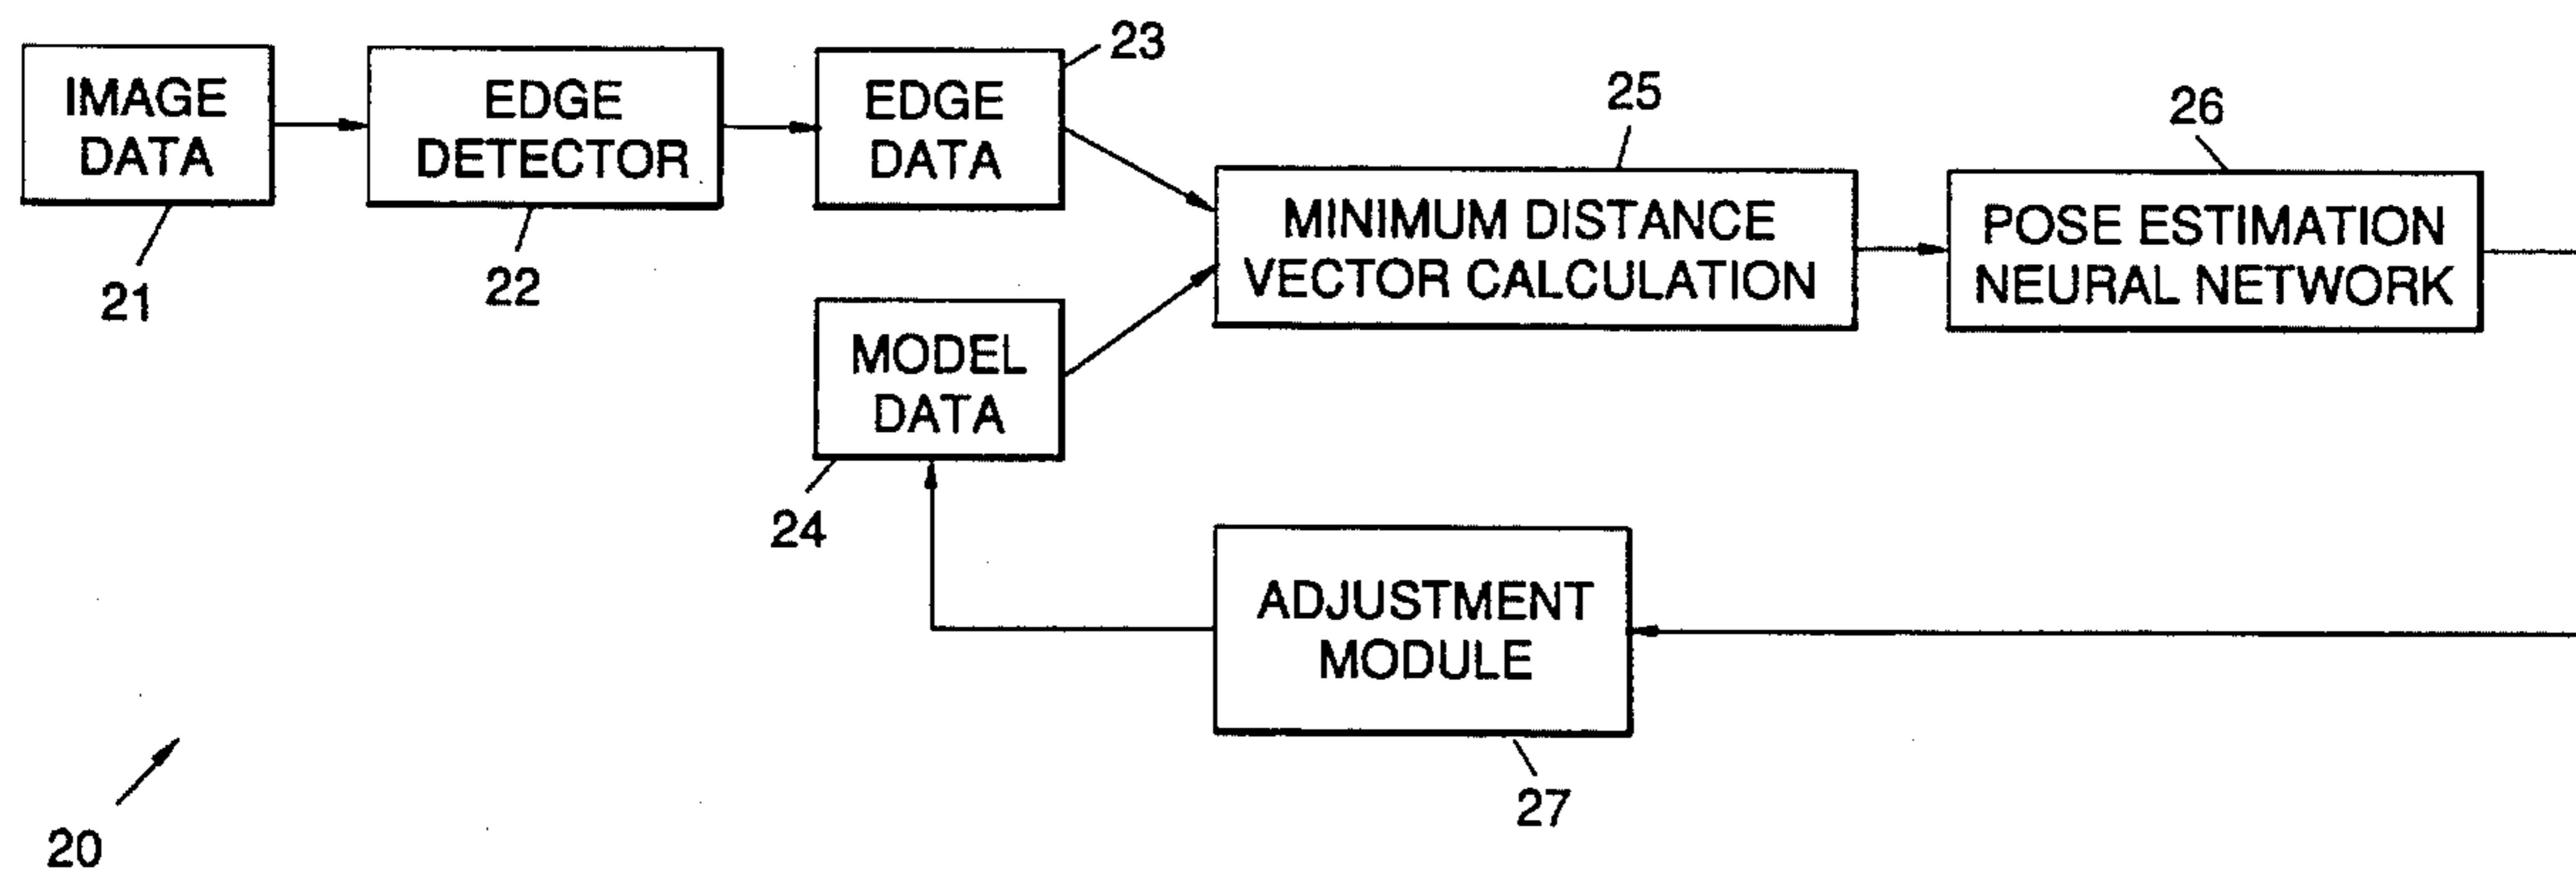 IMAGE
DATA
21
EDGE
DETECTOR
22
EDGE
DATA
23
MODEL
DATA
24
MINIMUM DISTANCE
VECTOR CALCULATION
25
POSE ESTIMATION
NEURAL NETWORK
26
ADJUSTMENT
MODULE
27
20